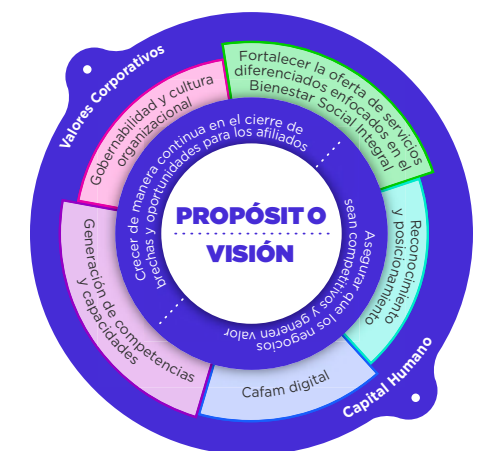 Valores Corporativos
Fortalecer la oferta de servicios
diferenciados enfocados en el
Bienestar Social Integral
Gobernabilidad y cultura
organizacional
Crecer de manera continua en el cierre de
brechas y oportunidades para los afiliados
PROPÓSITO
VISIÓN
Asegurar que los negocios
sean competitivos y generen valor
Reconocimiento
y posicionamiento
Generación de competencias
y capacidades
Cafam digital
Capital Humano